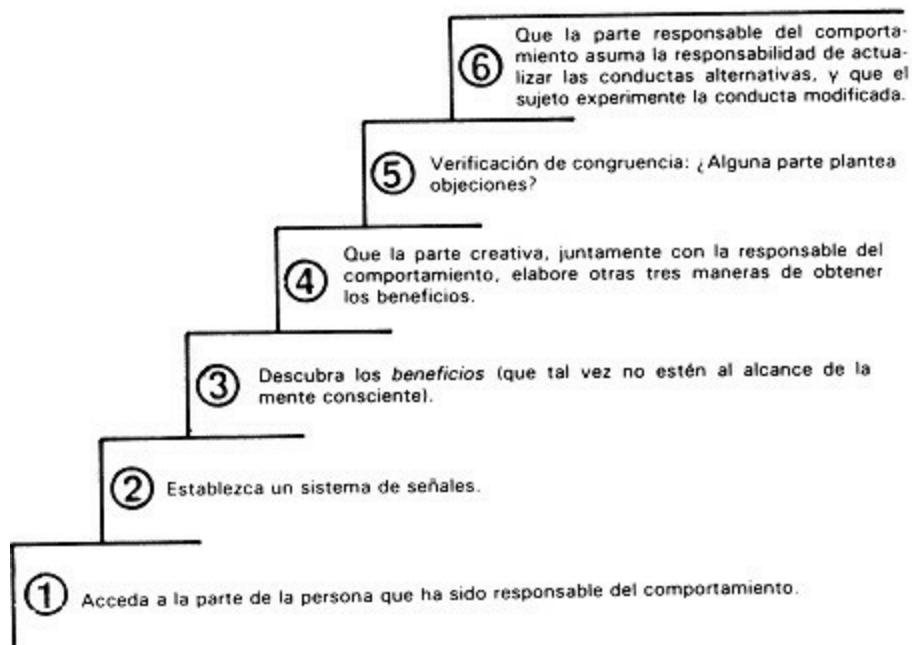 6 Que la parte responsable del comporta-
miento asuma la responsabilidad de actua-
lizar las conductas alternativas, y que el
sujeto experimente la conducta modificada.
5 Verificación de congruencia: ¿Alguna parte plantea
objeciones?
4 Que la parte creativa, juntamente con la responsable del
comportamiento, elabore otras tres maneras de obtener
los beneficios.
3 Descubra los beneficios (que tal vez no estén al alcance de la
mente consciente).
2 Establezca un sistema de señales.
1 Acceda a la parte de la persona que ha sido responsable del comportamiento.